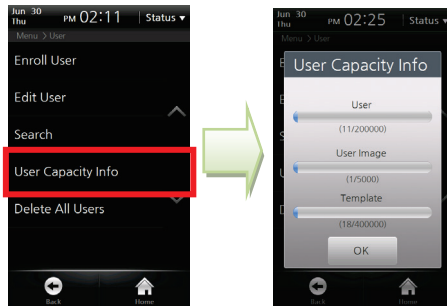 Jun 30
Thu
PM 02:11
Status ▾
Menu > User
Enroll User
Edit User
Search
User Capacity Info
Delete All Users
Back
Home
Jun 30
Thu
PM 02:25
Status ▾
Menu > User
User Capacity Info
User
(11/200000)
User Image
(1/5000)
Template
(18/400000)
OK
Back
Home